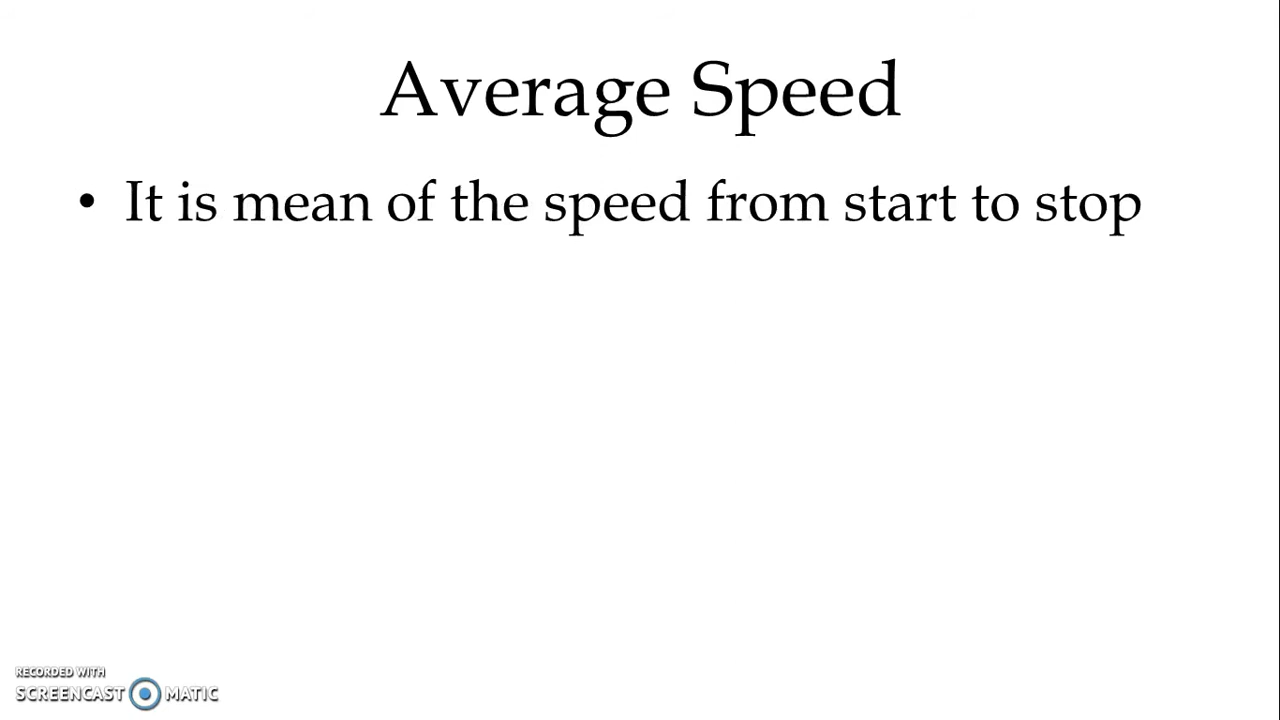 Average Speed
• It is mean of the speed from start to stop
RECORDED WITH
SCREENCAST MATIC